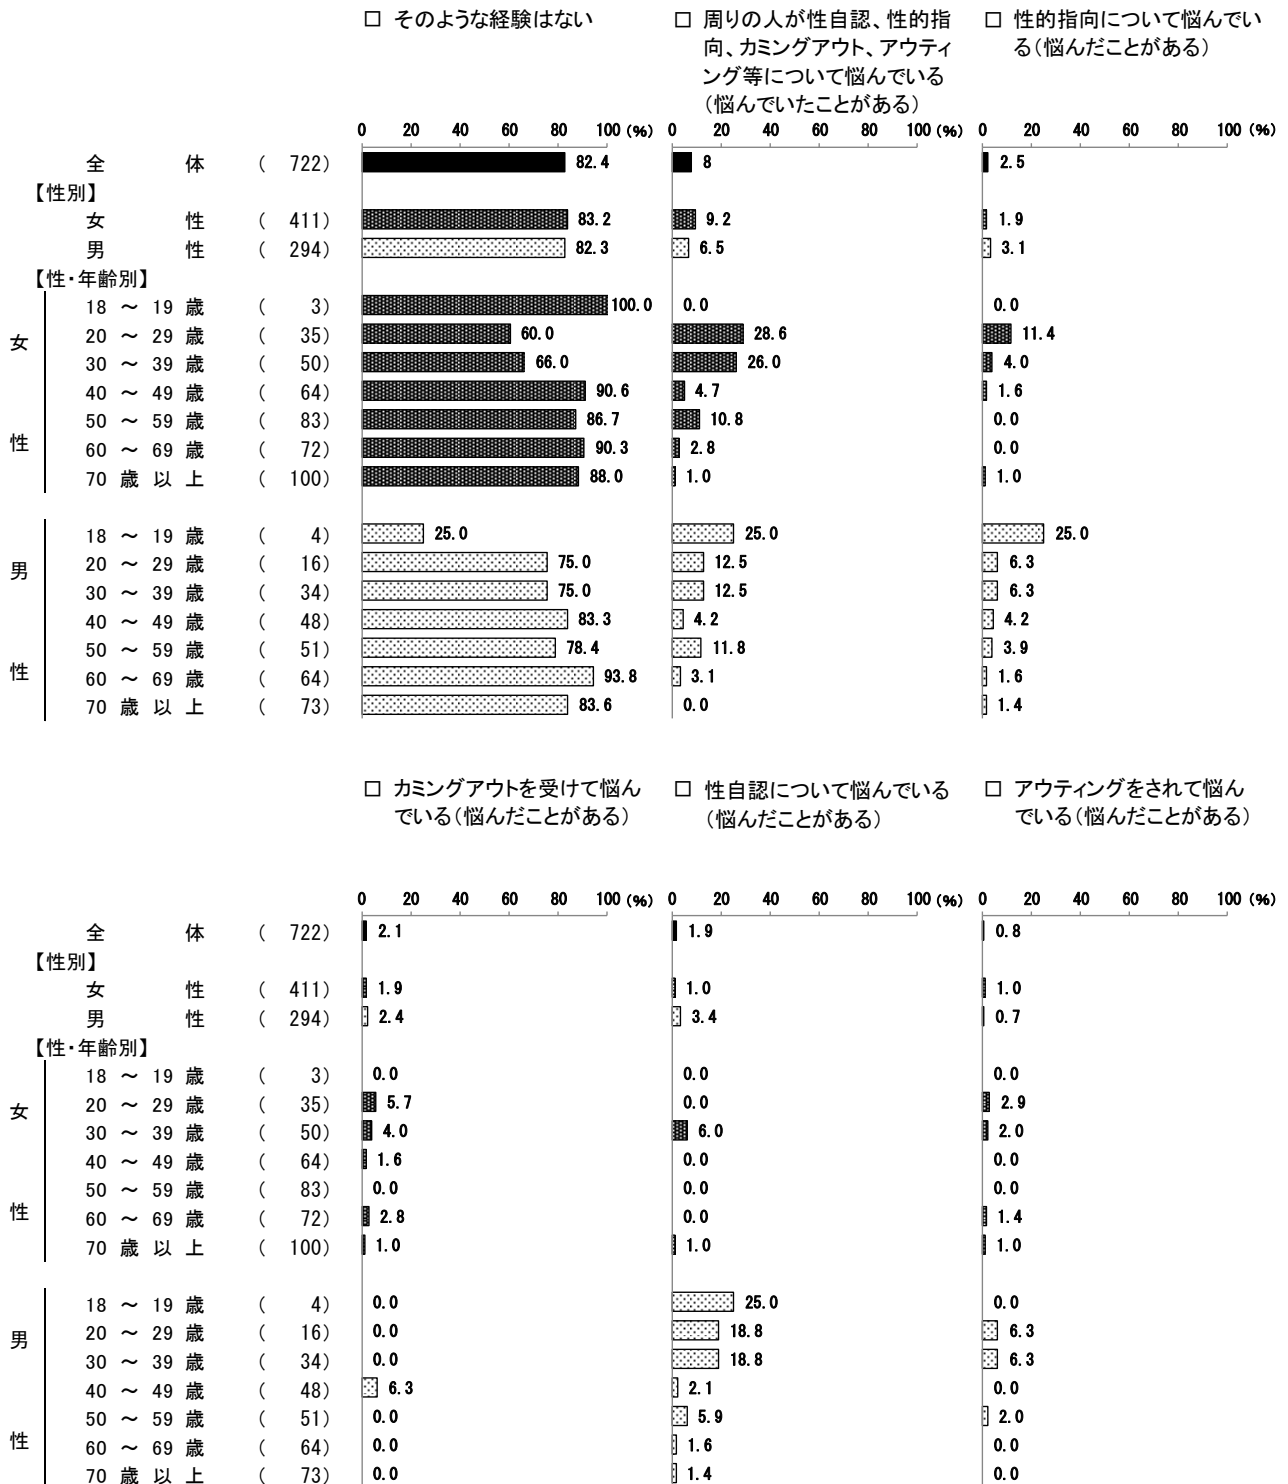 □ そのような経験はない
□ 周りの人が性自認、性的指
向、カミングアウト、アウティ
ング等について悩んでいる
(悩んでいたことがある)
□ 性的指向について悩んでい
る(悩んだことがある)
0 20 40 60 80 100 (%) 0 20 40 60 80 100 (%) 0 20 40 60 80 100 (%)
全 体 ( 722) 82.4 8 2.5
【性別】
女 性 ( 411) 83.2 9.2 1.9
男 性 ( 294) 82.3 6.5 3.1
【性・年齢別】
女性
18 ~ 19 歳 ( 3) 100.0 0.0 0.0
20 ~ 29 歳 ( 35) 60.0 28.6 11.4
30 ~ 39 歳 ( 50) 66.0 26.0 4.0
40 ~ 49 歳 ( 64) 90.6 4.7 1.6
50 ~ 59 歳 ( 83) 86.7 10.8 0.0
60 ~ 69 歳 ( 72) 90.3 2.8 0.0
70 歳 以 上 ( 100) 88.0 1.0 1.0
男性
18 ~ 19 歳 ( 4) 25.0 25.0 25.0
20 ~ 29 歳 ( 16) 75.0 12.5 6.3
30 ~ 39 歳 ( 34) 75.0 12.5 6.3
40 ~ 49 歳 ( 48) 83.3 4.2 4.2
50 ~ 59 歳 ( 51) 78.4 11.8 3.9
60 ~ 69 歳 ( 64) 93.8 3.1 1.6
70 歳 以 上 ( 73) 83.6 0.0 1.4
□ カミングアウトを受けて悩ん
でいる(悩んだことがある)
□ 性自認について悩んでいる
(悩んだことがある)
□ アウティングをされて悩ん
でいる(悩んだことがある)
0 20 40 60 80 100 (%) 0 20 40 60 80 100 (%) 0 20 40 60 80 100 (%)
全 体 ( 722) 2.1 1.9 0.8
【性別】
女 性 ( 411) 1.9 1.0 1.0
男 性 ( 294) 2.4 3.4 0.7
【性・年齢別】
女性
18 ~ 19 歳 ( 3) 0.0 0.0 0.0
20 ~ 29 歳 ( 35) 5.7 0.0 2.9
30 ~ 39 歳 ( 50) 4.0 6.0 2.0
40 ~ 49 歳 ( 64) 1.6 0.0 0.0
50 ~ 59 歳 ( 83) 0.0 0.0 0.0
60 ~ 69 歳 ( 72) 2.8 0.0 1.4
70 歳 以 上 ( 100) 1.0 1.0 1.0
男性
18 ~ 19 歳 ( 4) 0.0 25.0 0.0
20 ~ 29 歳 ( 16) 0.0 18.8 6.3
30 ~ 39 歳 ( 34) 0.0 18.8 6.3
40 ~ 49 歳 ( 48) 6.3 2.1 0.0
50 ~ 59 歳 ( 51) 0.0 5.9 2.0
60 ~ 69 歳 ( 64) 0.0 1.6 0.0
70 歳 以 上 ( 73) 0.0 1.4 0.0